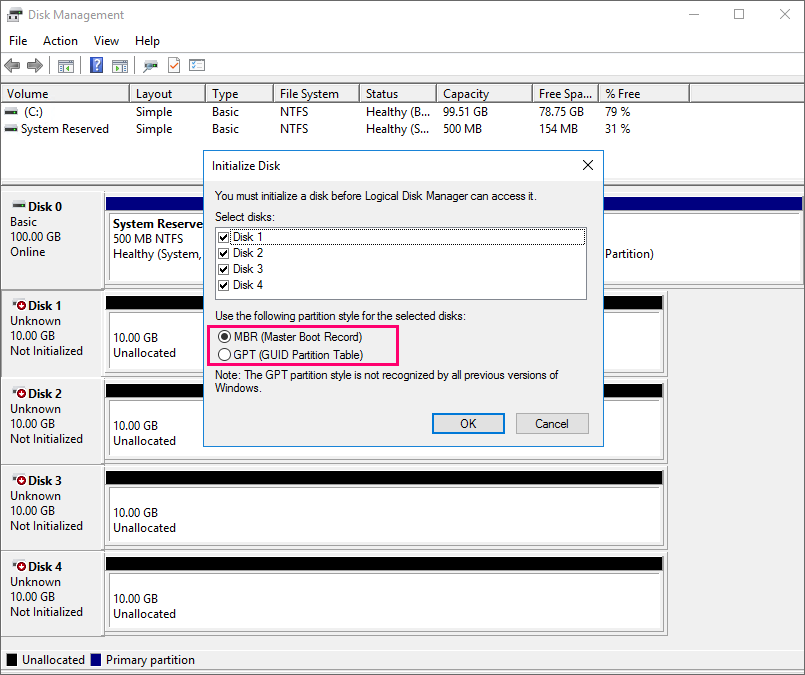 Disk Management
File Action View Help
Volume Layout Type File System Status Capacity Free Spa... % Free
(C:) Simple Basic NTFS Healthy (B... 99.51 GB 78.75 GB 79 %
System Reserved Simple Basic NTFS Healthy (S... 500 MB 154 MB 31 %
Disk 0
Basic
100.00 GB
Online
System Reserve
500 MB NTFS
Healthy (System,
Partition)
Initialize Disk
You must initialize a disk before Logical Disk Manager can access it.
Select disks:
Disk 1
Disk 2
Disk 3
Disk 4
Use the following partition style for the selected disks:
MBR (Master Boot Record)
GPT (GUID Partition Table)
Note: The GPT partition style is not recognized by all previous versions of
Windows.
OK Cancel
Disk 1
Unknown
10.00 GB
Not Initialized
10.00 GB
Unallocated
Disk 2
Unknown
10.00 GB
Not Initialized
10.00 GB
Unallocated
Disk 3
Unknown
10.00 GB
Not Initialized
10.00 GB
Unallocated
Disk 4
Unknown
10.00 GB
Not Initialized
10.00 GB
Unallocated
Unallocated Primary partition